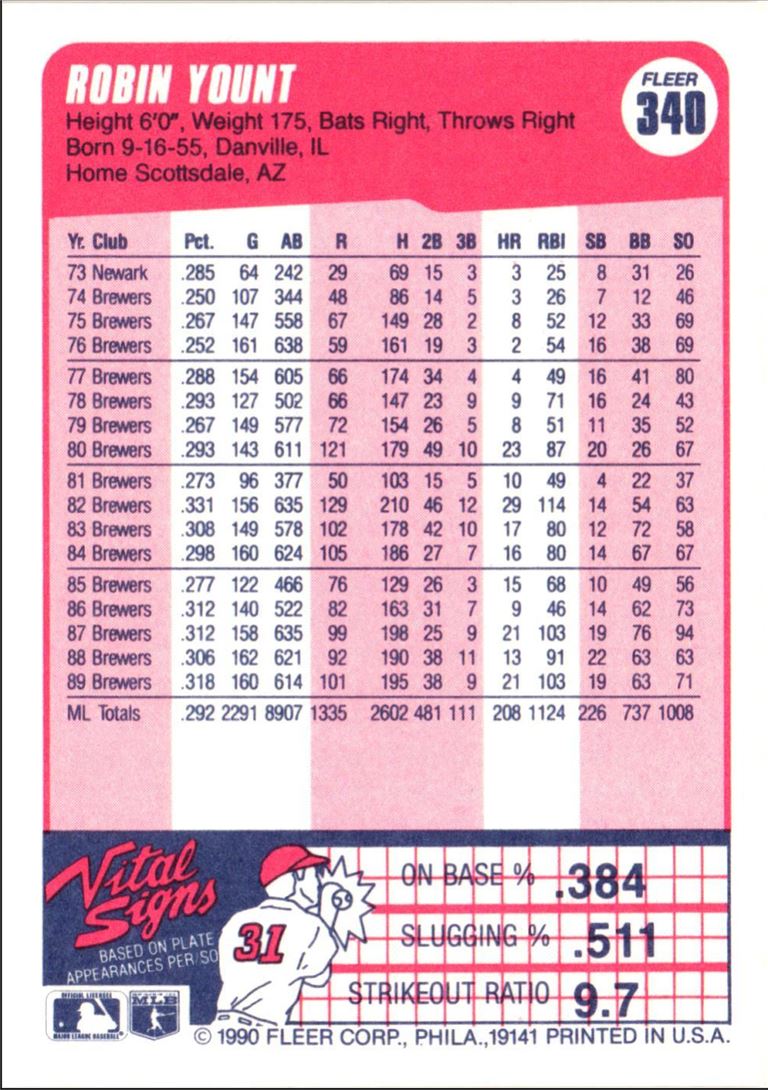 ROBIN YOUNT
FLEER
340
Height 6'0", Weight 175, Bats Right, Throws Right
Born 9-16-55, Danville, IL
Home Scottsdale, AZ
Yr. Club Pct. G AB R H 2B 3B HR RBI SB BB SO
73 Newark .285 64 242 29 69 15 3 3 25 8 31 26
74 Brewers .250 107 344 48 86 14 5 3 26 7 12 46
75 Brewers .267 147 558 67 149 28 2 8 52 12 33 69
76 Brewers .252 161 638 59 161 19 3 2 54 16 38 69
77 Brewers .288 154 605 66 174 34 4 4 49 16 41 80
78 Brewers .293 127 502 66 147 23 9 9 71 16 24 43
79 Brewers .267 149 577 72 154 26 5 8 51 11 35 52
80 Brewers .293 143 611 121 179 49 10 23 87 20 26 67
81 Brewers .273 96 377 50 103 15 5 10 49 4 22 37
82 Brewers .331 156 635 129 210 46 12 29 114 14 54 63
83 Brewers .308 149 578 102 178 42 10 17 80 12 72 58
84 Brewers .298 160 624 105 186 27 7 16 80 14 67 67
85 Brewers .277 122 466 76 129 26 3 15 68 10 49 56
86 Brewers .312 140 522 82 163 31 7 9 46 14 62 73
87 Brewers .312 158 635 99 198 25 9 21 103 19 76 94
88 Brewers .306 162 621 92 190 38 11 13 91 22 63 63
89 Brewers .318 160 614 101 195 38 9 21 103 19 63 71
ML Totals .292 2291 8907 1335 2602 481 111 208 1124 226 737 1008
Vital
Signs
BASED ON PLATE
APPEARANCES PER/SO
31
ON BASE % .384
SLUGGING % .511
STRIKEOUT RATIO 9.7
OFFICIAL LICENSEE
MAJOR LEAGUE BASEBALL
MLB
© 1990 FLEER CORP., PHILA.,19141 PRINTED IN U.S.A.